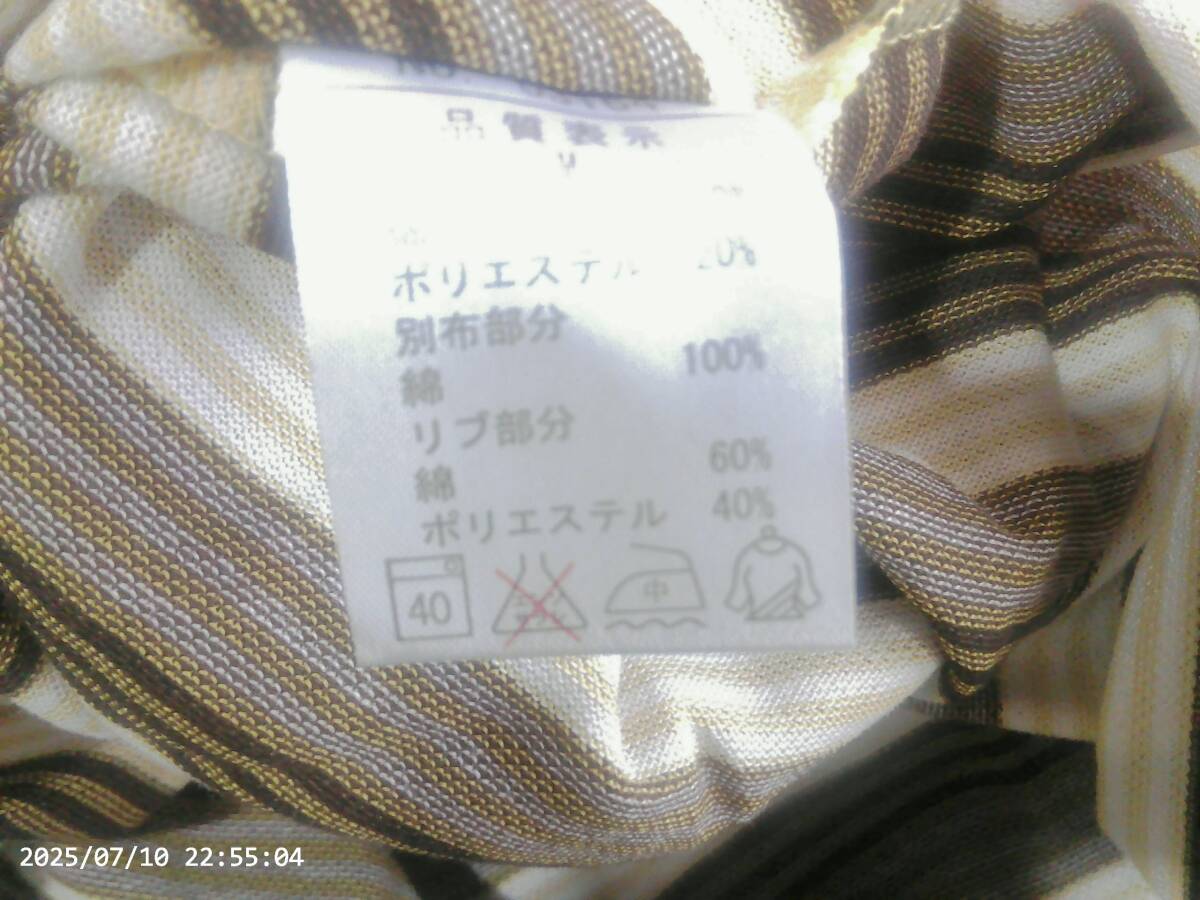 品質表示
M
ポリエステル 20%
別布部分
綿 100%
リブ部分
綿 60%
ポリエステル 40%
40 中
2025/07/10 22:55:04